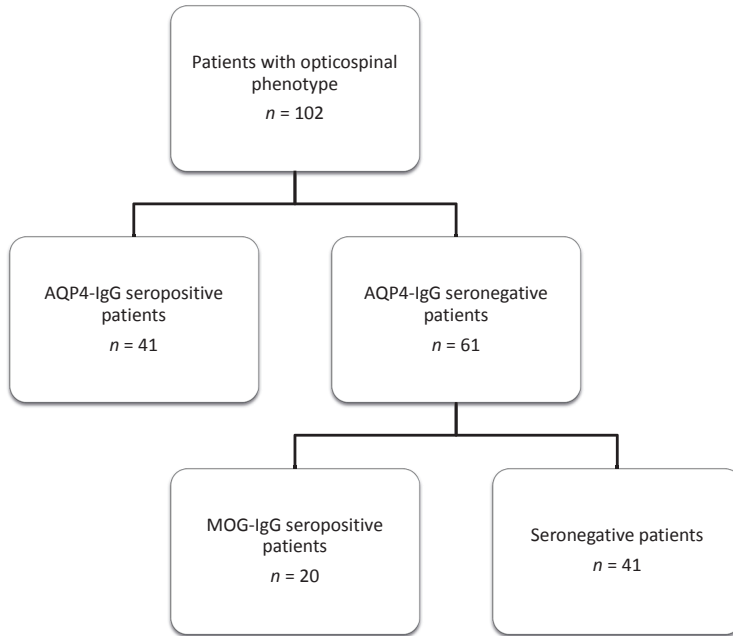 Patients with opticospinal
phenotype
n = 102
AQP4-IgG seropositive
patients
n = 41
AQP4-IgG seronegative
patients
n = 61
MOG-IgG seropositive
patients
n = 20
Seronegative patients
n = 41